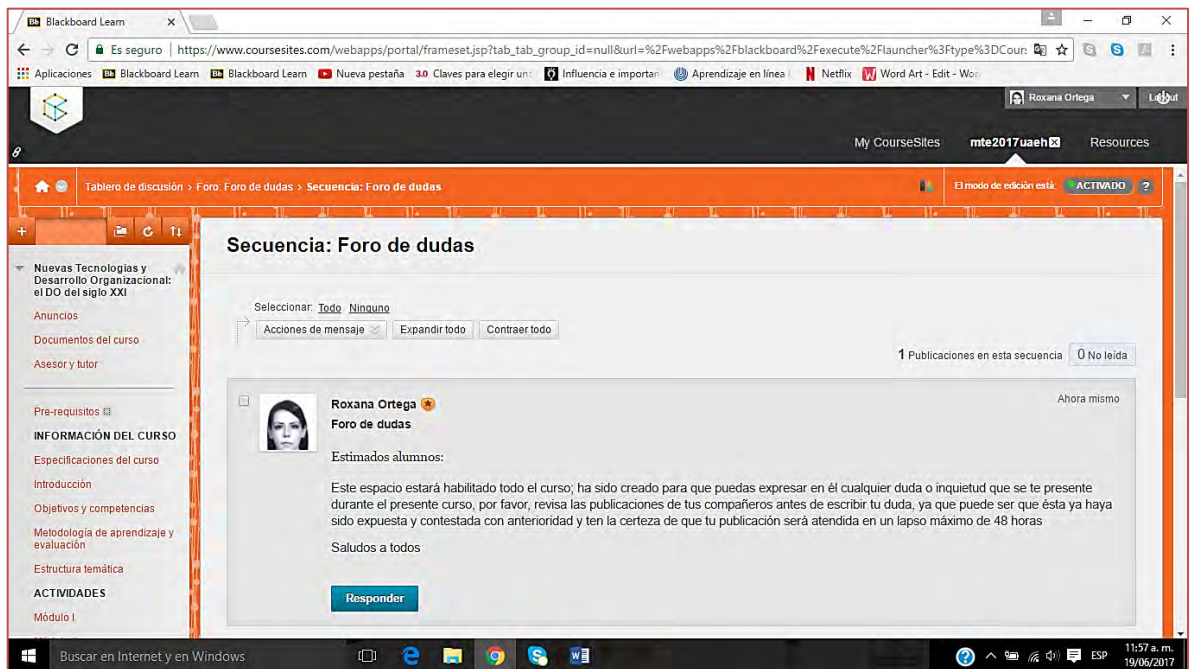 Blackboard Learn
Es seguro | https://www.coursesites.com/webapps/portal/frameset.jsp?tab_tab_group_id=null&url=%2Fwebapps%2Fblackboard%2Fexecute%2Flauncher%3Ftype%3DCours
Aplicaciones Blackboard Learn Blackboard Learn Nueva pestaña 3.0 Claves para elegir un Influencia e importan Aprendizaje en línea Netflix Word Art - Edit - Wor
Roxana Ortega Logout
My CourseSites mte2017uaeh Resources
Tablero de discusión > Foro: Foro de dudas > Secuencia: Foro de dudas El modo de edición está: ACTIVADO ?
Secuencia: Foro de dudas
Nuevas Tecnologías y
Desarrollo Organizacional:
el DO del siglo XXI
Anuncios
Documentos del curso
Asesor y tutor
Pre-requisitos
INFORMACIÓN DEL CURSO
Especificaciones del curso
Introducción
Objetivos y competencias
Metodología de aprendizaje y
evaluación
Estructura temática
ACTIVIDADES
Módulo I
Seleccionar: Todo Ninguno
Acciones de mensaje Expandir todo Contraer todo
1 Publicaciones en esta secuencia 0 No leída
Roxana Ortega Ahora mismo
Foro de dudas
Estimados alumnos:
Este espacio estará habilitado todo el curso; ha sido creado para que puedas expresar en él cualquier duda o inquietud que se te presente
durante el presente curso, por favor, revisa las publicaciones de tus compañeros antes de escribir tu duda, ya que puede ser que ésta ya haya
sido expuesta y contestada con anterioridad y ten la certeza de que tu publicación será atendida en un lapso máximo de 48 horas
Saludos a todos
Responder
Buscar en Internet y en Windows
ESP 11:57 a. m.
19/06/2017